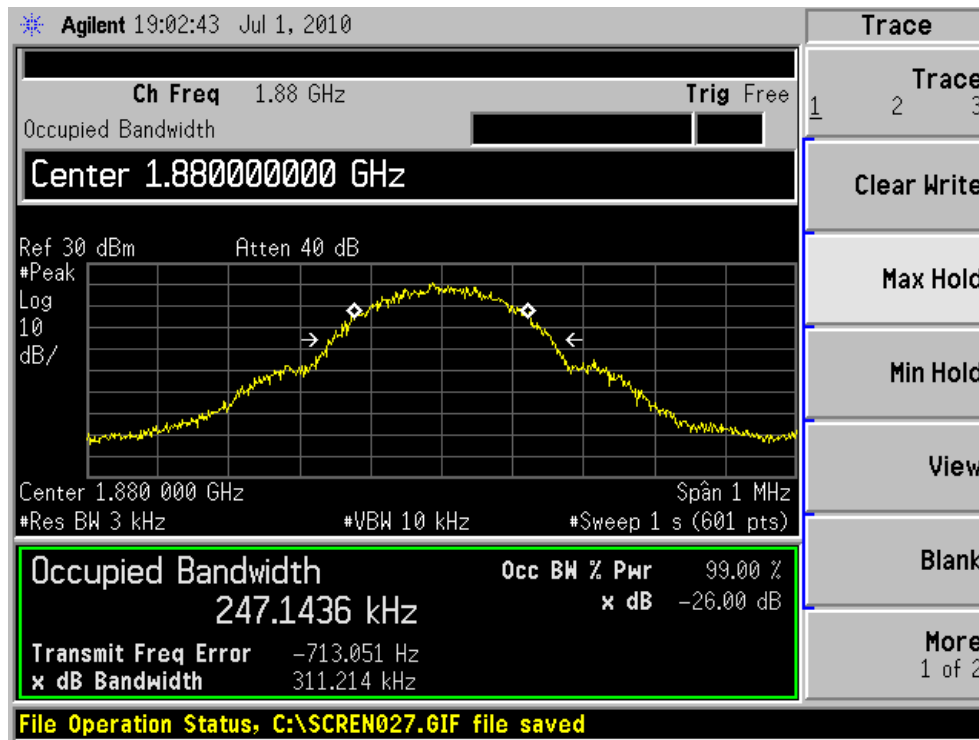 Agilent 19:02:43 Jul 1, 2010
Trace
Ch Freq 1.88 GHz Trig Free
Occupied Bandwidth
Center 1.880000000 GHz
Ref 30 dBm Atten 40 dB
#Peak
Log
10
dB/
Center 1.880 000 GHz Span 1 MHz
#Res BW 3 kHz #VBW 10 kHz #Sweep 1 s (601 pts)
Occupied Bandwidth
247.1436 kHz
Occ BW % Pwr 99.00 %
x dB -26.00 dB
Transmit Freq Error -713.051 Hz
x dB Bandwidth 311.214 kHz
File Operation Status, C:\SCREN027.GIF file saved
Trace
1 2 3
Clear Write
Max Hold
Min Hold
View
Blank
More
1 of 2